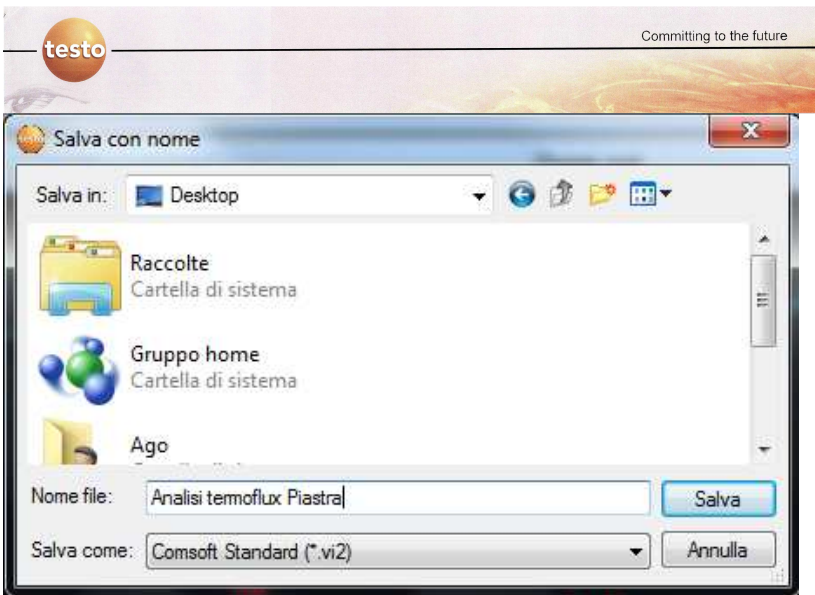 testo
Committing to the future
Salva con nome
Salva in: Desktop
Raccolte
Cartella di sistema
Gruppo home
Cartella di sistema
Ago
Nome file: Analisi termoflux Piastra
Salva
Salva come: Comsoft Standard (*.vi2)
Annulla